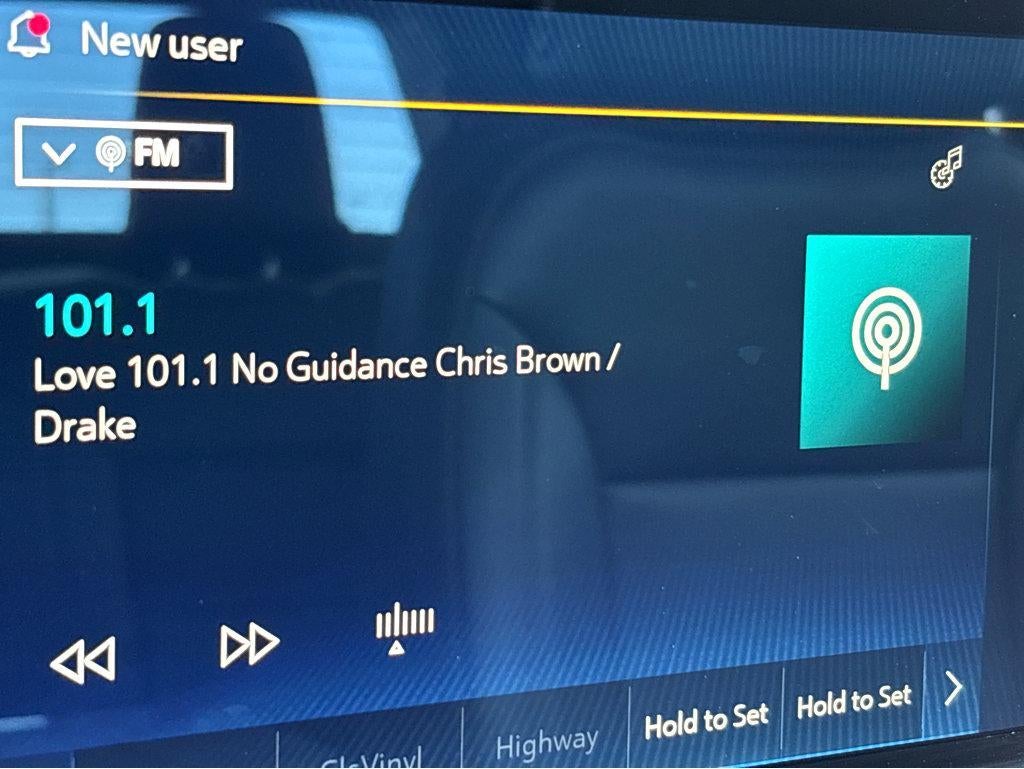 New user
FM
101.1
Love 101.1 No Guidance Chris Brown /
Drake
Highway
Hold to Set
Hold to Set